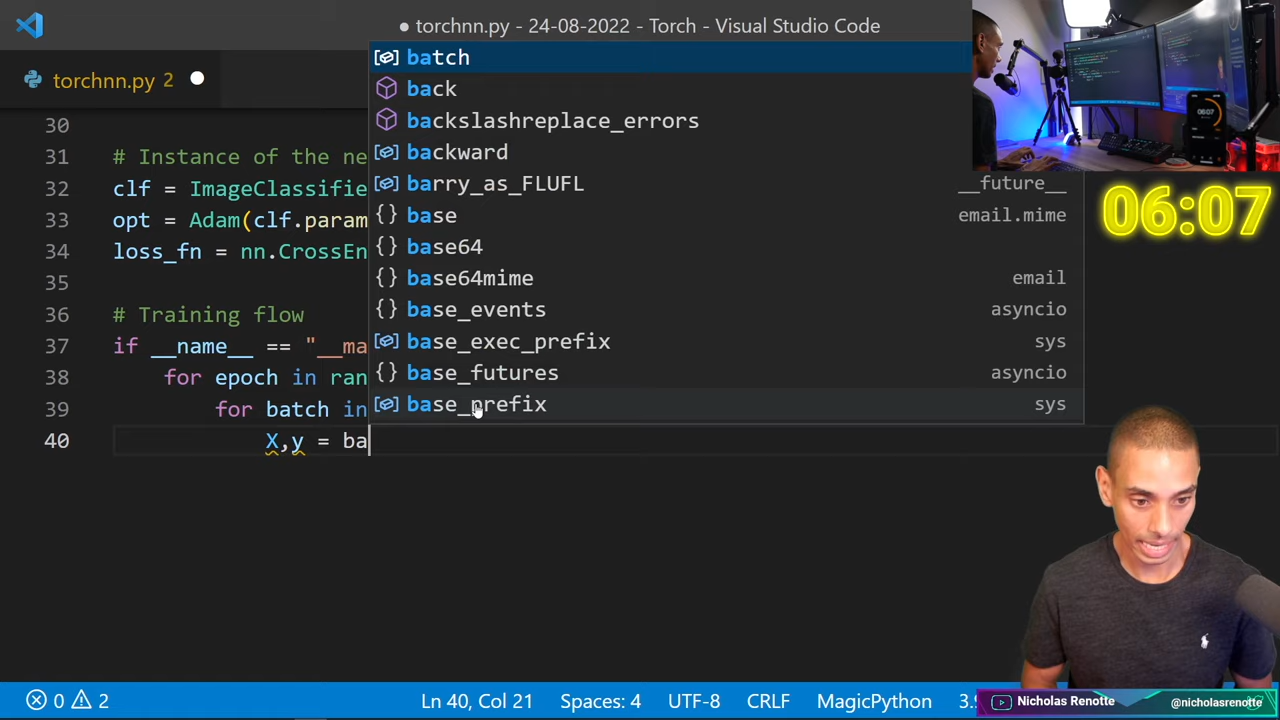 torchnn.py - 24-08-2022 - Torch - Visual Studio Code
torchnn.py 2
batch
back
backslashreplace_errors
backward
barry_as_FLUFL __future__
base email.mime
base64
base64mime email
base_events asyncio
base_exec_prefix sys
base_futures asyncio
base_prefix sys
06:07
30
31 # Instance of the ne
32 clf = ImageClassifie
33 opt = Adam(clf.param
34 loss_fn = nn.CrossEn
35
36 # Training flow
37 if __name__ == "__ma
38 for epoch in ran
39 for batch in
40 X,y = ba
0 2 Ln 40, Col 21 Spaces: 4 UTF-8 CRLF MagicPython 3.9
Nicholas Renotte @nicholasrenotte